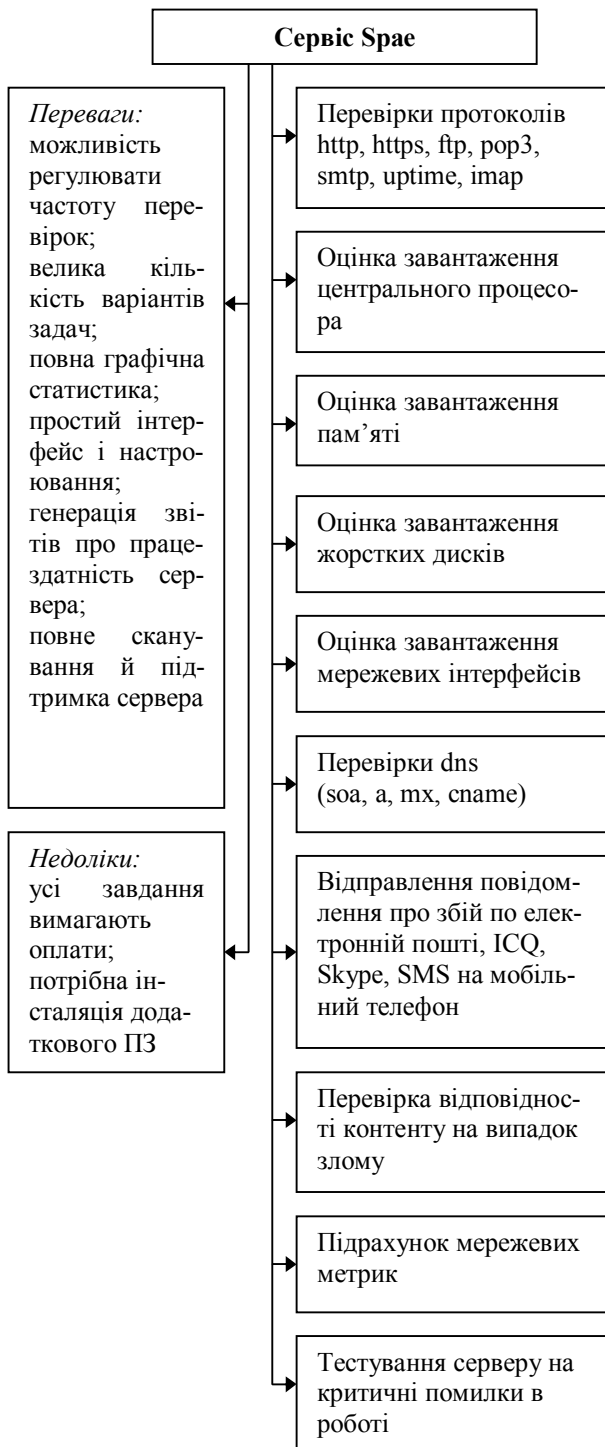 Сервіс Spae
Переваги:
можливість
регулювати
частоту пере-
вірок;
велика кіль-
кість варіантів
задач;
повна графічна
статистика;
простий інтер-
фейс і настро-
ювання;
генерація зві-
тів про праце-
здатність сер-
вера;
повне скану-
вання й під-
тримка сервера
Недоліки:
усі завдання
вимагають
оплати;
потрібна ін-
сталяція дода-
ткового ПЗ
Перевірки протоколів
http, https, ftp, pop3,
smtp, uptime, imap
Оцінка завантаження
центрального процесо-
ра
Оцінка завантаження
пам’яті
Оцінка завантаження
жорстких дисків
Оцінка завантаження
мережевих інтерфейсів
Перевірки dns
(soa, a, mx, cname)
Відправлення повідом-
лення про збій по елек-
тронній пошті, ICQ,
Skype, SMS на мобіль-
ний телефон
Перевірка відповіднос-
ті контенту на випадок
злому
Підрахунок мережевих
метрик
Тестування серверу на
критичні помилки в
роботі